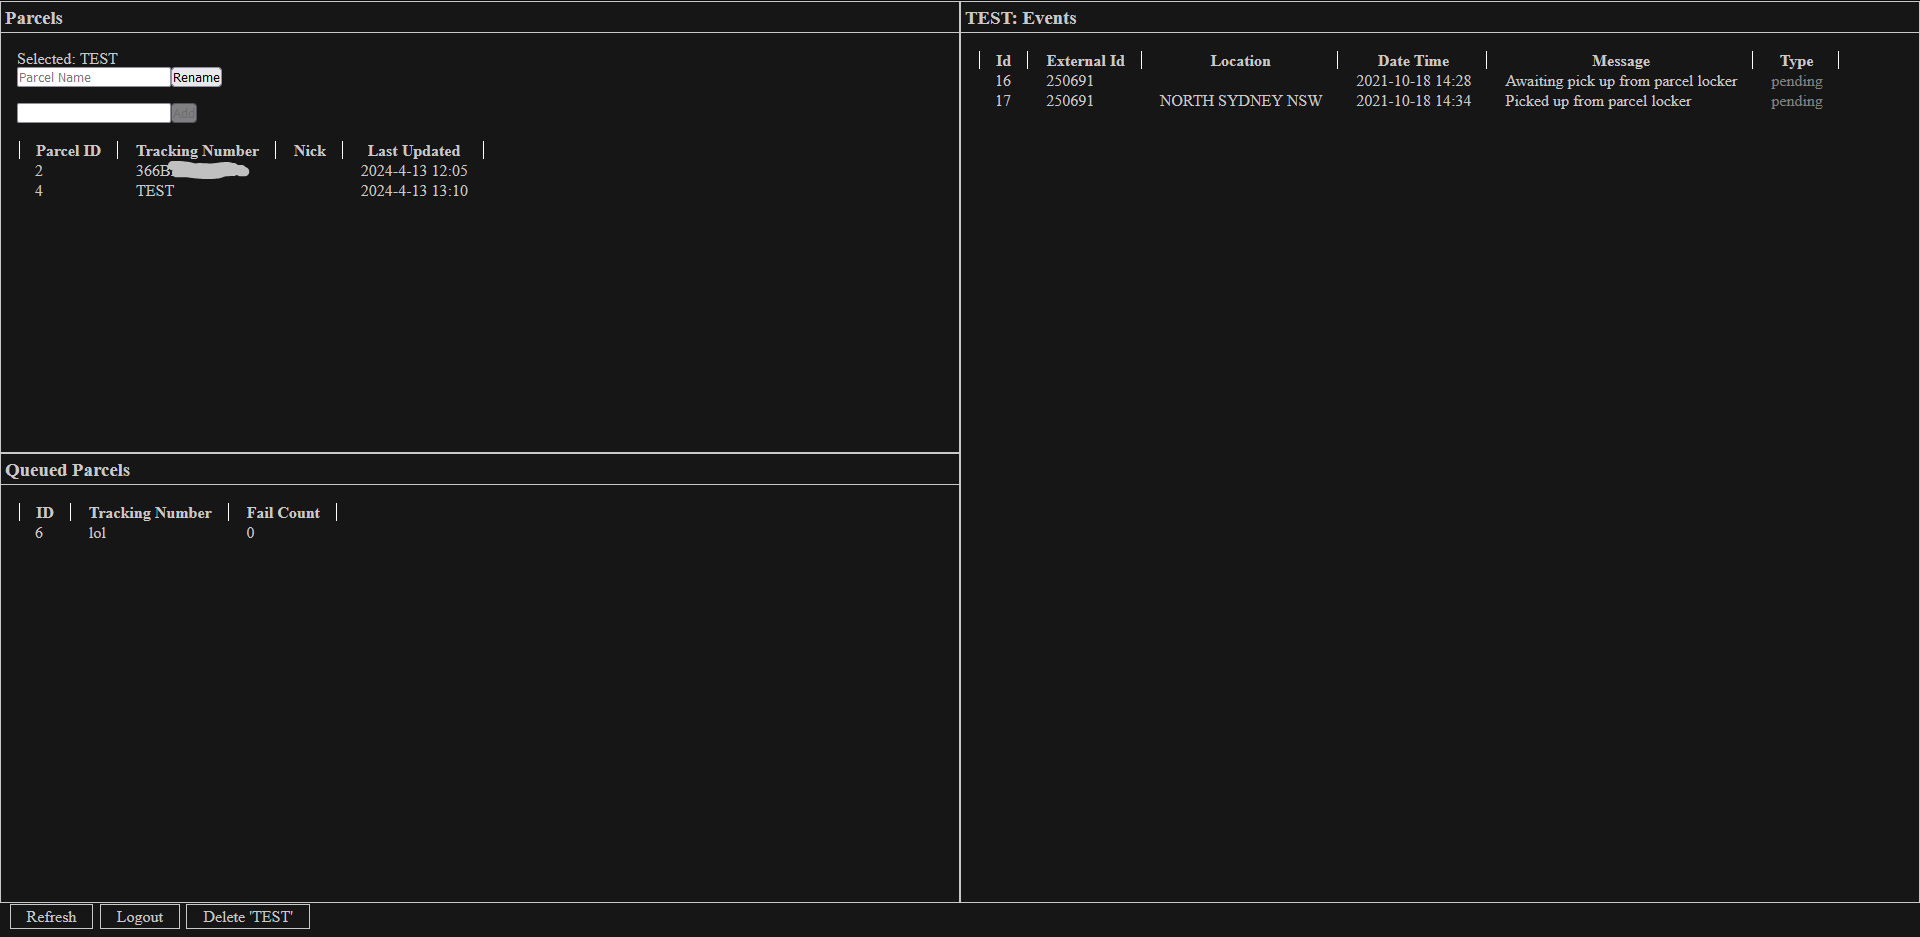 Parcels
Selected: TEST
Parcel Name Rename
Add
Parcel ID Tracking Number Nick Last Updated
2 366B 2024-4-13 12:05
4 TEST 2024-4-13 13:10
Queued Parcels
ID Tracking Number Fail Count
6 lol 0
TEST: Events
Id External Id Location Date Time Message Type
16 250691 2021-10-18 14:28 Awaiting pick up from parcel locker pending
17 250691 NORTH SYDNEY NSW 2021-10-18 14:34 Picked up from parcel locker pending
Refresh Logout Delete 'TEST'